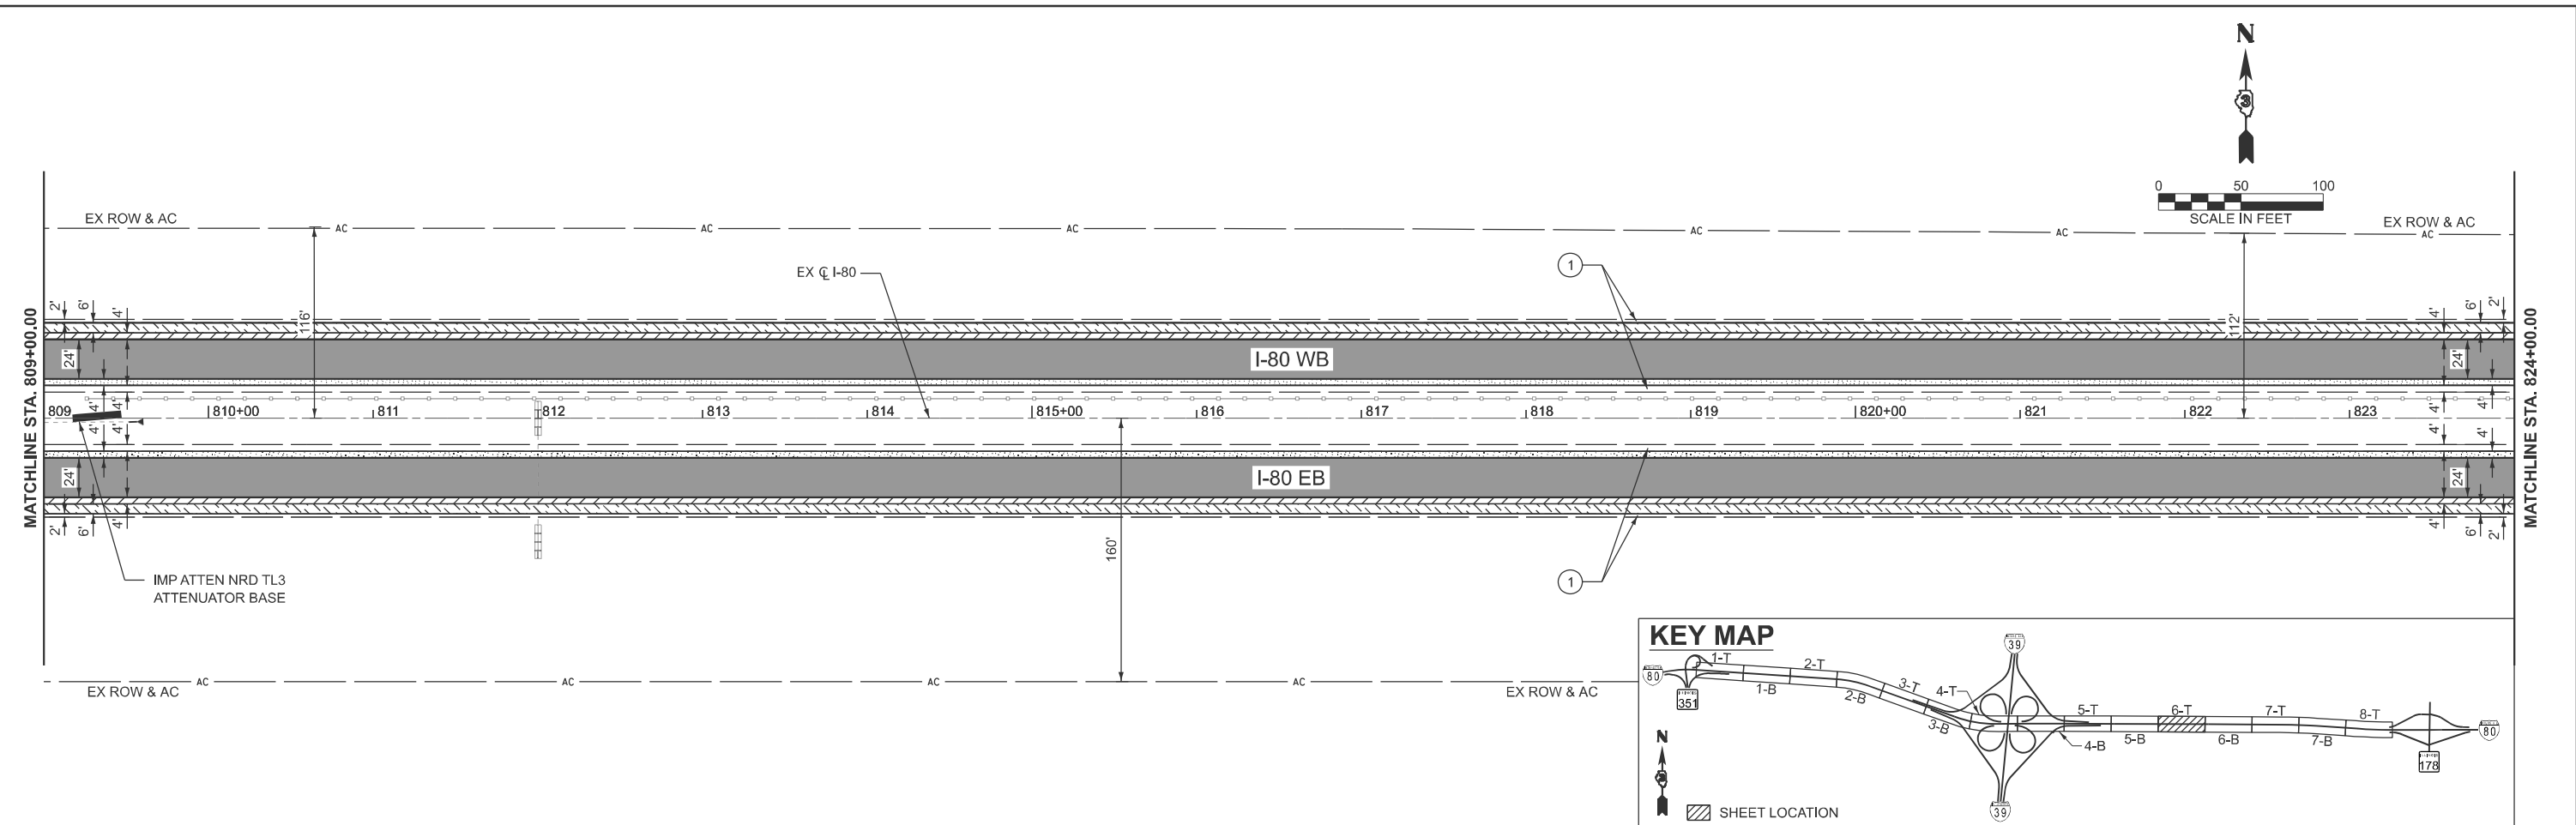 N
3
0 50 100
SCALE IN FEET
EX ROW & AC
EX ROW & AC
AC AC AC AC AC AC
EX ℄ I-80
1
116'
112'
2' 6' 4'
4' 6' 2'
MATCHLINE STA. 809+00.00
MATCHLINE STA. 824+00.00
24'
I-80 WB
24'
4' 4'
4' 4'
809 810+00 811 812 813 814 815+00 816 817 818 819 820+00 821 822 823
4' 4'
4' 4'
24'
I-80 EB
24'
2' 6' 4'
4' 6' 2'
160'
IMP ATTEN NRD TL3
ATTENUATOR BASE
1
AC AC AC AC
EX ROW & AC
EX ROW & AC
KEY MAP
39
80
351
1-T
2-T
1-B
2-B
3-T
4-T
3-B
5-T
6-T
7-T
8-T
4-B
5-B
6-B
7-B
80
178
39
N
3
SHEET LOCATION